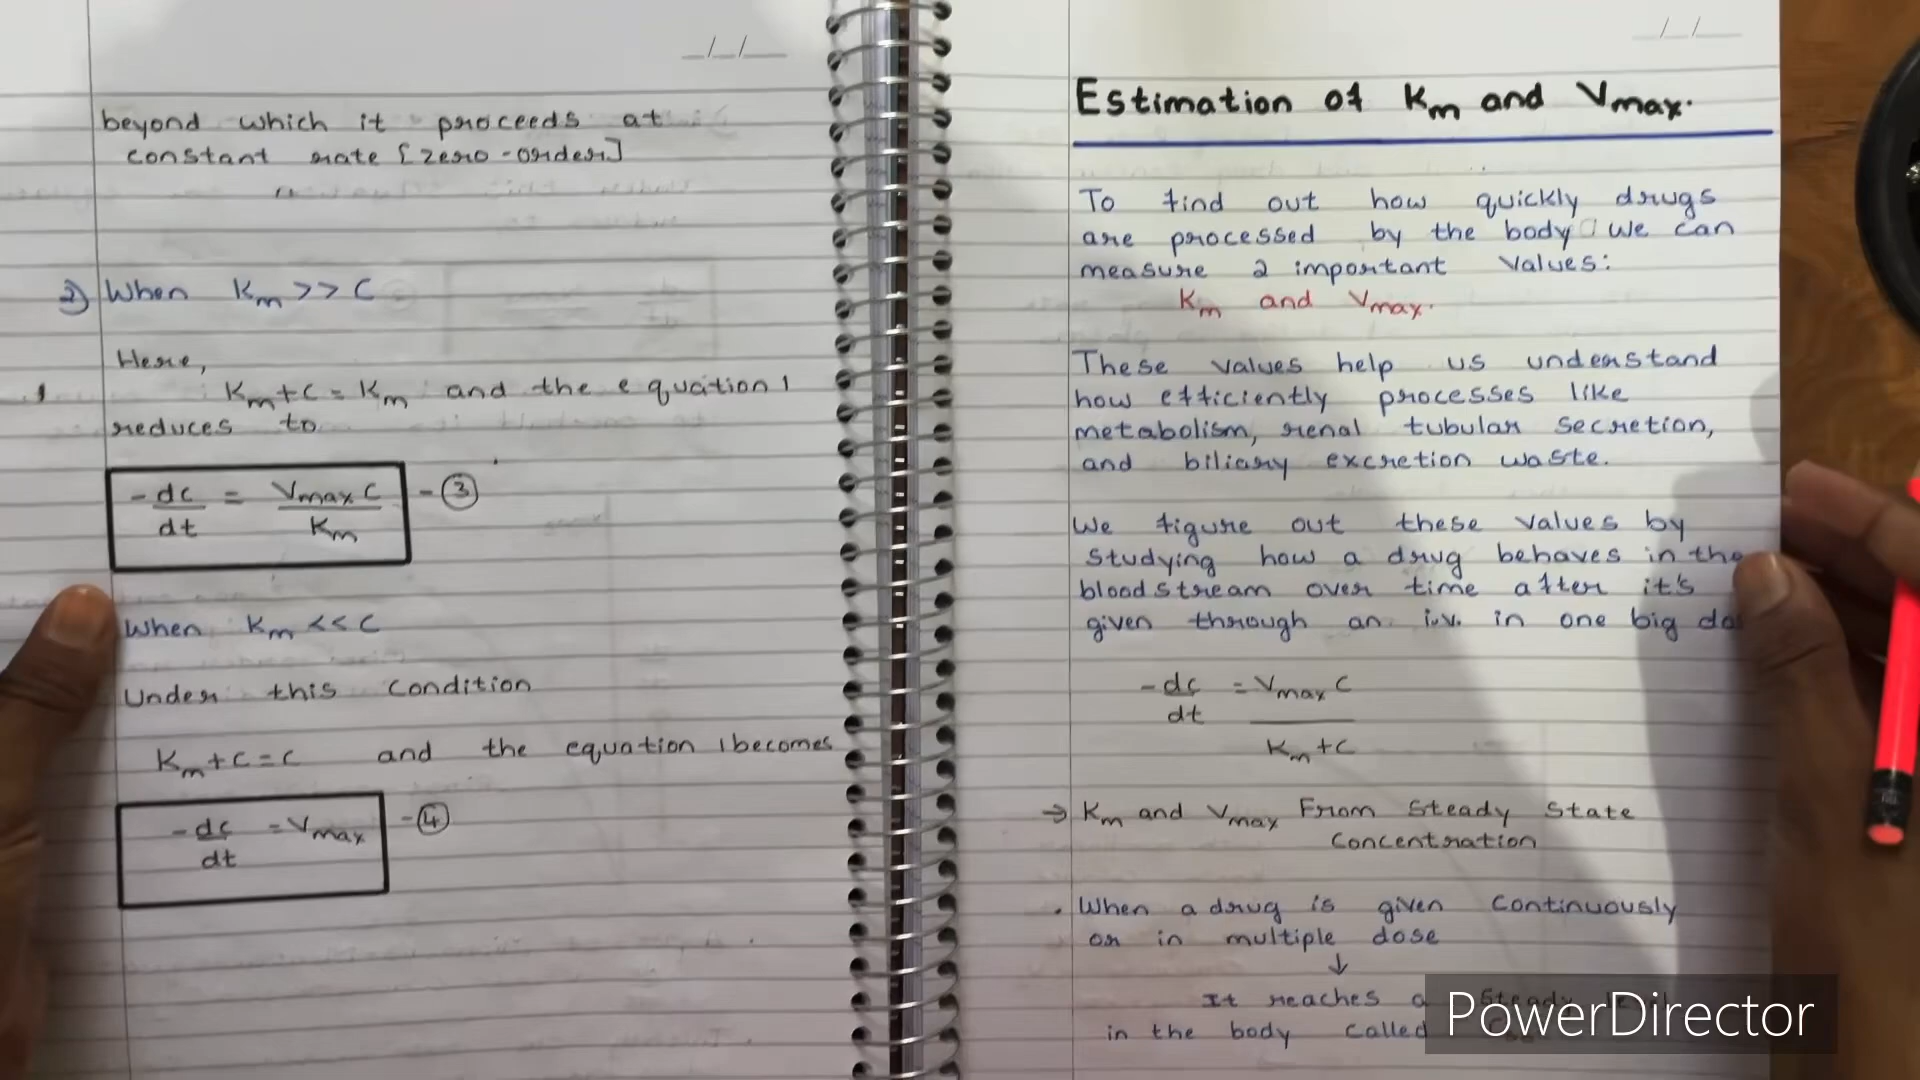 _/_/__
beyond which it proceeds at
constant rate [zero-order]
2) When Km >> C
Here,
Km+C = Km and the equation 1
reduces to
-dc/dt = Vmax C/Km - ③
When Km << C
Under this condition
Km+C = C and the equation 1 becomes
-dc/dt = Vmax - ④
_/_/__
Estimation of Km and Vmax.
To find out how quickly drugs
are processed by the body we can
measure 2 important values:
Km and Vmax.
These values help us understand
how efficiently processes like
metabolism, renal tubular secretion,
and biliary excretion waste.
We figure out these values by
studying how a drug behaves in the
bloodstream over time after it's
given through an i.v. in one big
-dc/dt = Vmax C/Km+C
→ Km and Vmax From Steady State
Concentration
. When a drug is given continuously
or in multiple dose
↓
It reaches a
in the body called
PowerDirector